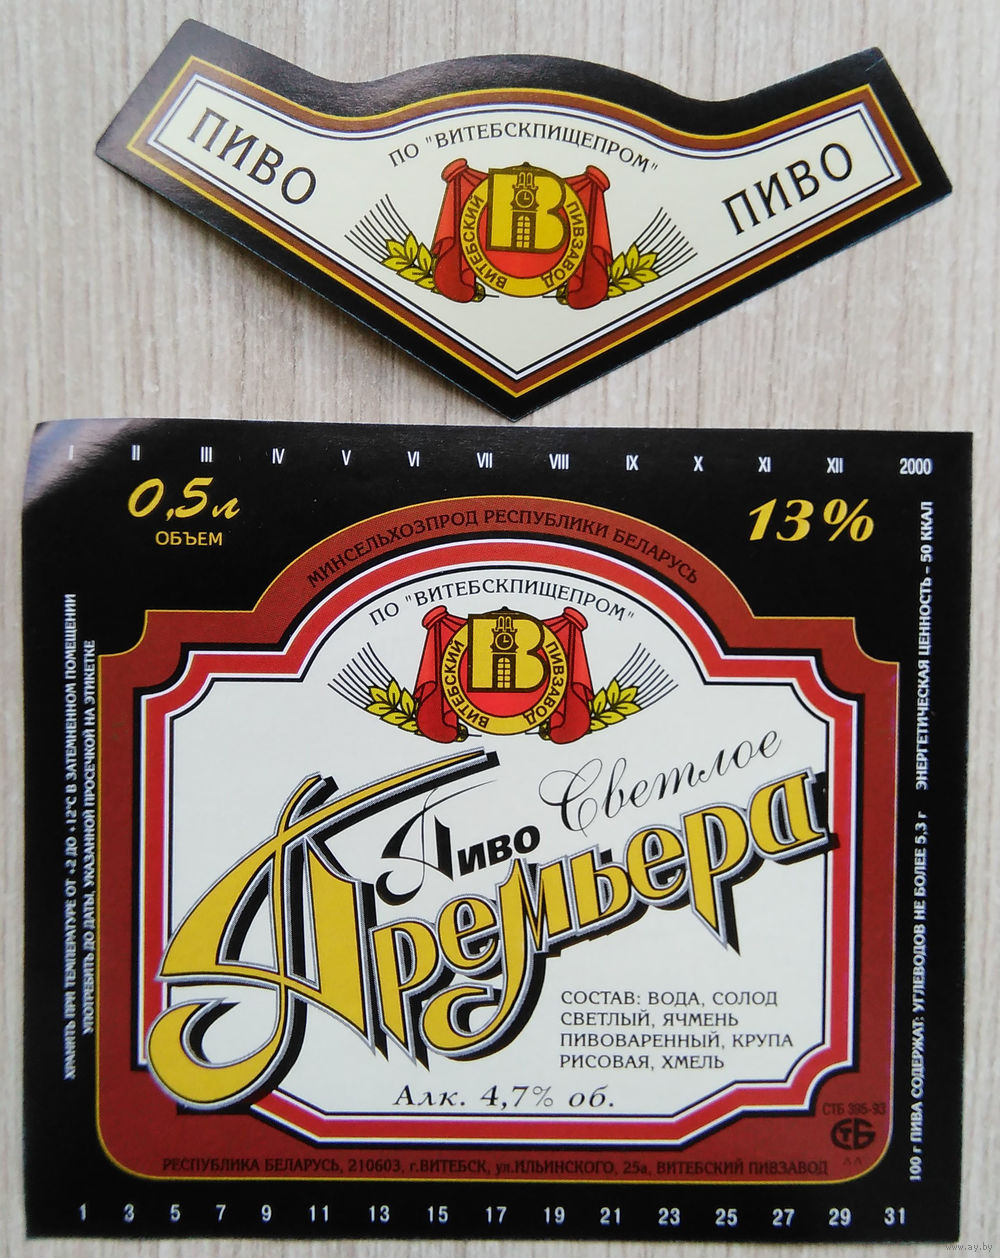 ПИВО
ПО "ВИТЕБСКПИЩЕПРОМ"
ПИВО
В
ВИТЕБСКИЙ ПИВЗАВОД
I II III IV V VI VII VIII IX X XI XII 2000
0,5л
ОБЪЕМ
13%
МИНСЕЛЬХОЗПРОД РЕСПУБЛИКИ БЕЛАРУСЬ
ПО "ВИТЕБСКПИЩЕПРОМ"
В
ВИТЕБСКИЙ ПИВЗАВОД
Пиво Светлое
Премьера
СОСТАВ: ВОДА, СОЛОД
СВЕТЛЫЙ, ЯЧМЕНЬ
ПИВОВАРЕННЫЙ, КРУПА
РИСОВАЯ, ХМЕЛЬ
Алк. 4,7% об.
СТБ 395-93
СТБ
РЕСПУБЛИКА БЕЛАРУСЬ, 210603, г.ВИТЕБСК, ул.ИЛЬИНСКОГО, 25а, ВИТЕБСКИЙ ПИВЗАВОД
ХРАНИТЬ ПРИ ТЕМПЕРАТУРЕ ОТ +2 ДО +12°С В ЗАТЕМНЕННОМ ПОМЕЩЕНИИ
УПОТРЕБИТЬ ДО ДАТЫ, УКАЗАННОЙ ПРОСЕЧКОЙ НА ЭТИКЕТКЕ
100 г ПИВА СОДЕРЖАТ: УГЛЕВОДОВ НЕ БОЛЕЕ 5,3 г ЭНЕРГЕТИЧЕСКАЯ ЦЕННОСТЬ – 50 ККАЛ
1 3 5 7 9 11 13 15 17 19 21 23 25 27 29 31
www.ay.by